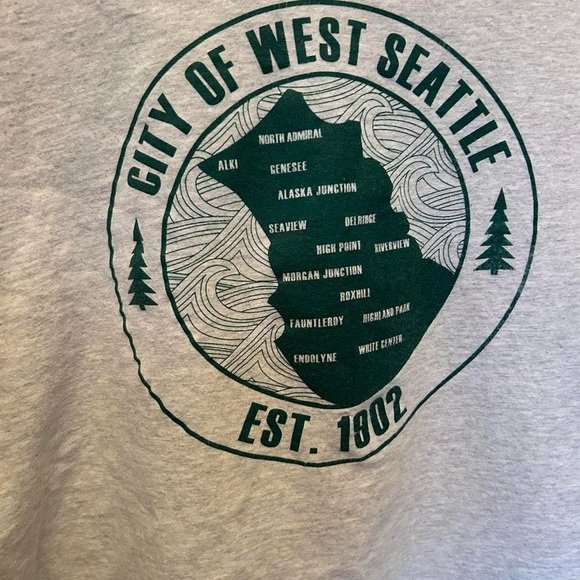 CITY OF WEST SEATTLE
NORTH ADMIRAL
ALKI
GENESEE
ALASKA JUNCTION
SEAVIEW
DELRIDGE
HIGH POINT
RIVERVIEW
MORGAN JUNCTION
ROXHILL
FAUNTLEROY
HIGHLAND PARK
ENDOLYNE
WHITE CENTER
EST. 1902